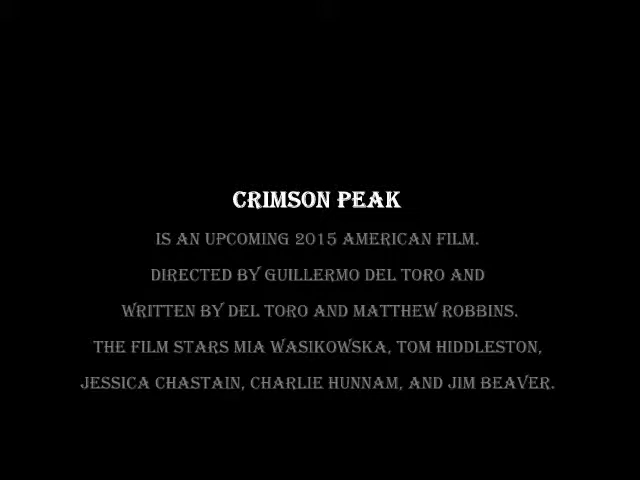 CRIMSON PEAK
IS AN UPCOMING 2015 AMERICAN FILM.
DIRECTED BY GUILLERMO DEL TORO AND
WRITTEN BY DEL TORO AND MATTHEW ROBBINS.
THE FILM STARS MIA WASIKOWSKA, TOM HIDDLESTON,
JESSICA CHASTAIN, CHARLIE HUNNAM, AND JIM BEAVER.